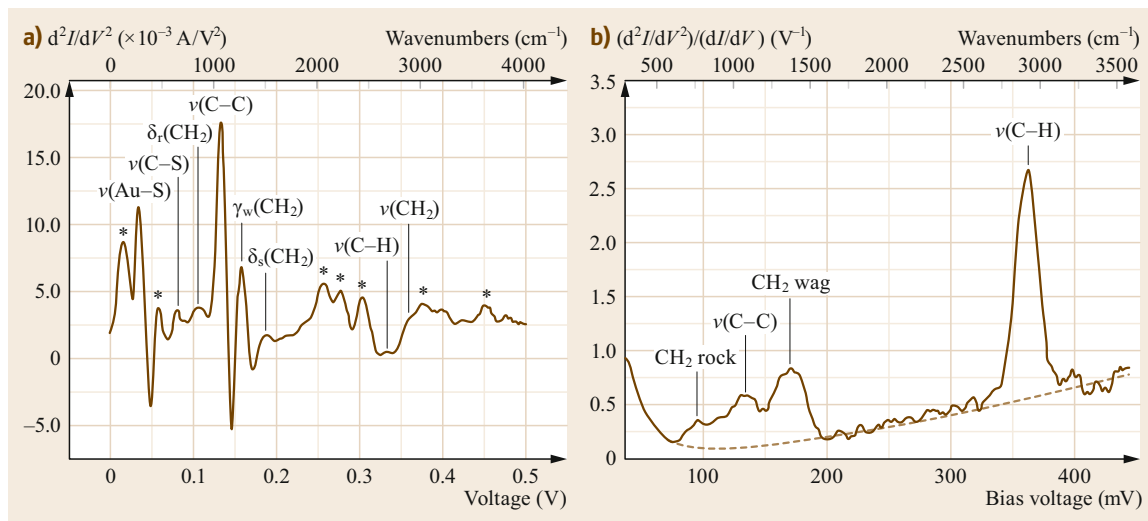 a) d²I/dV² (×10⁻³ A/V²) Wavenumbers (cm⁻¹)
0 1000 2000 3000 4000
20.0
15.0
10.0
5.0
0
–5.0
ν(C–C)
δr(CH₂)
ν(C–S)
ν(Au–S)
γw(CH₂)
δs(CH₂)
ν(CH₂)
ν(C–H)
* * * * * * *
0 0.1 0.2 0.3 0.4 0.5
Voltage (V)
b) (d²I/dV²)/(dI/dV) (V⁻¹) Wavenumbers (cm⁻¹)
500 1000 1500 2000 2500 3000 3500
3.5
3.0
2.5
2.0
1.5
1.0
0.5
0
ν(C–H)
CH₂ wag
ν(C–C)
CH₂ rock
100 200 300 400
Bias voltage (mV)